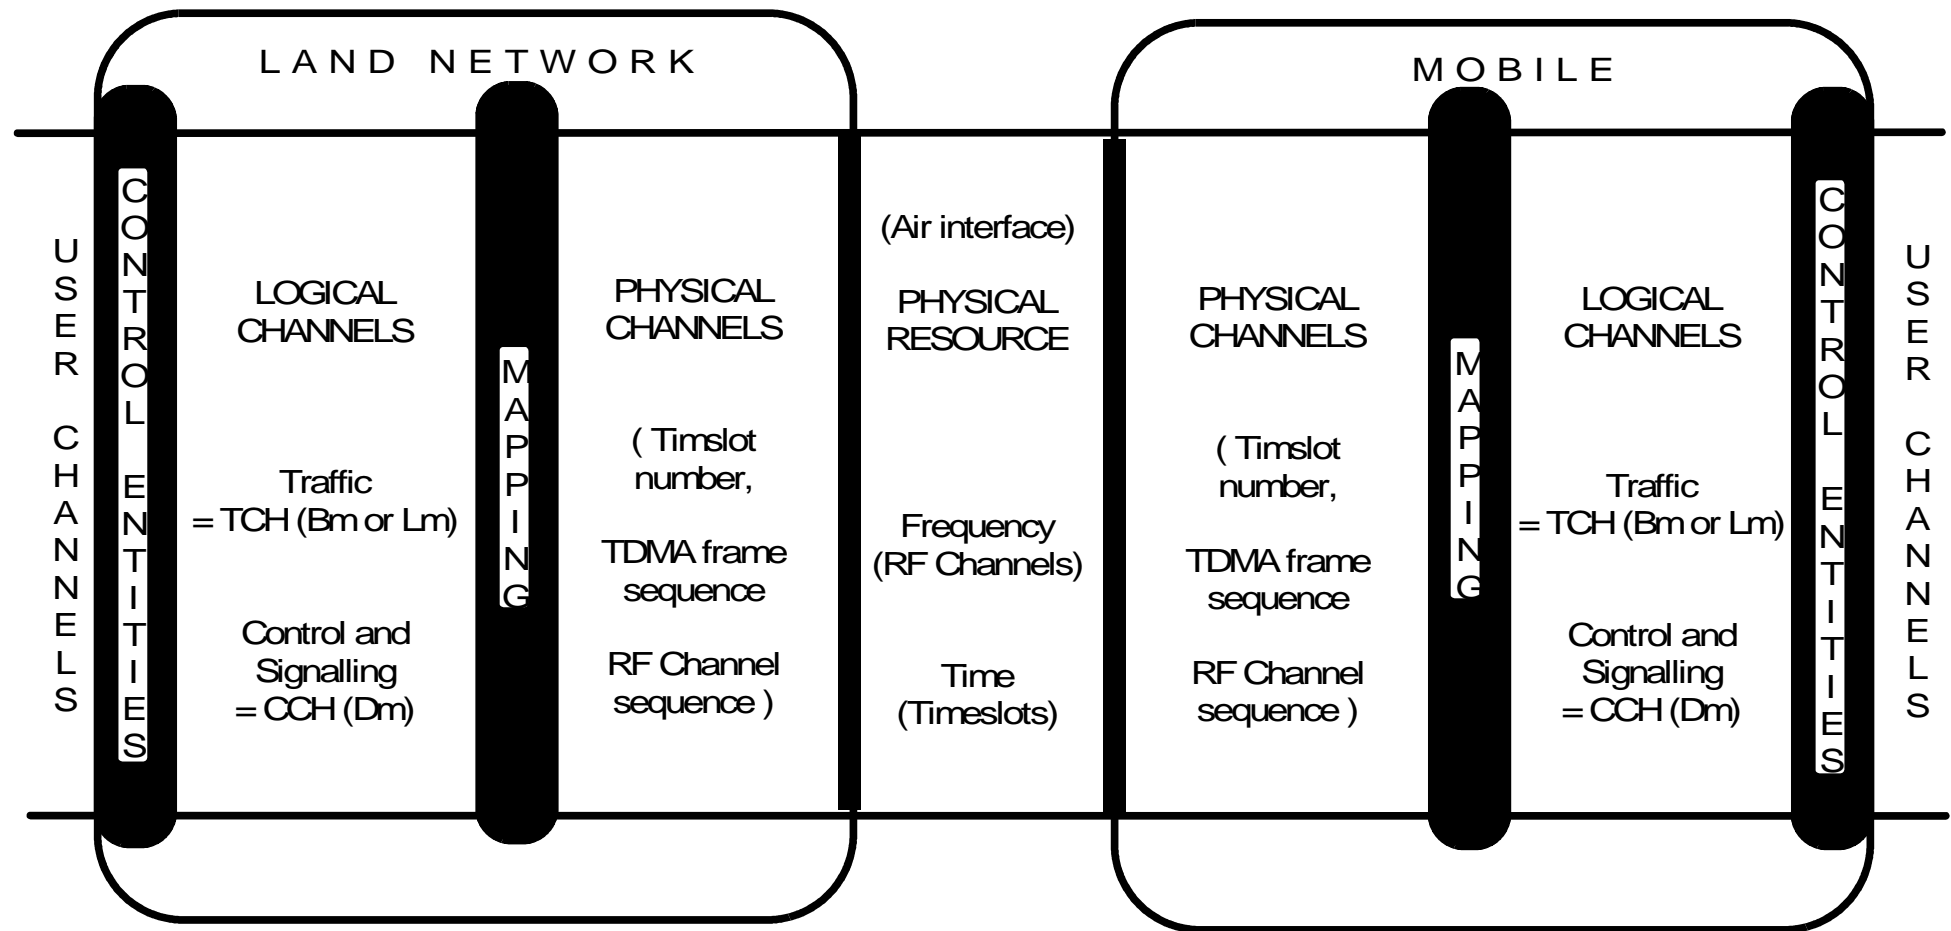 LAND NETWORK
MOBILE
USER CHANNELS
CONTROL ENTITIES
LOGICAL
CHANNELS
Traffic
= TCH (Bm or Lm)
Control and
Signalling
= CCH (Dm)
MAPPING
PHYSICAL
CHANNELS
( Timslot
number,
TDMA frame
sequence
RF Channel
sequence )
(Air interface)
PHYSICAL
RESOURCE
Frequency
(RF Channels)
Time
(Timeslots)
PHYSICAL
CHANNELS
( Timslot
number,
TDMA frame
sequence
RF Channel
sequence )
MAPPING
LOGICAL
CHANNELS
Traffic
= TCH (Bm or Lm)
Control and
Signalling
= CCH (Dm)
CONTROL ENTITIES
USER CHANNELS